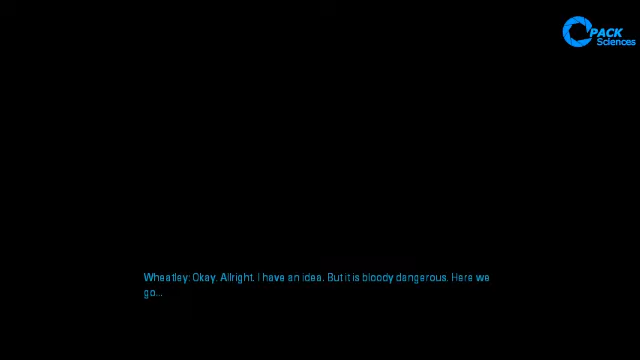 PACK
Sciences
Wheatley: Okay. Allright. I have an idea. But it is bloody dangerous. Here we
go...